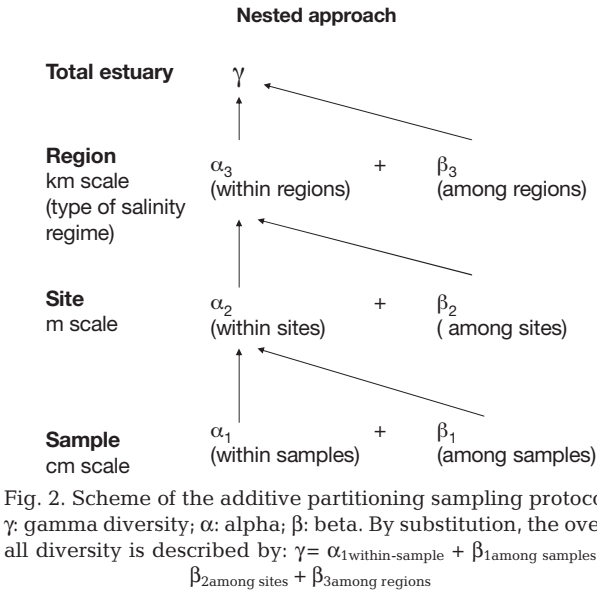 Nested approach
Total estuary γ
Region
km scale
(type of salinity
regime)
α3 + β3
(within regions) (among regions)
Site
m scale
α2 + β2
(within sites) ( among sites)
Sample
cm scale
α1 + β1
(within samples) (among samples)
Fig. 2. Scheme of the additive partitioning sampling protoco
γ: gamma diversity; α: alpha; β: beta. By substitution, the ove
all diversity is described by: γ= α1within-sample + β1among samples
β2among sites + β3among regions